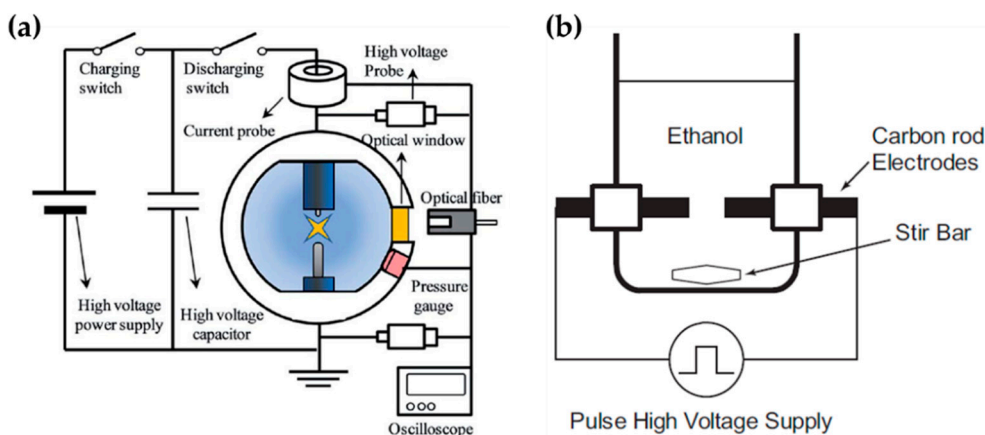 (a)
Charging
switch
Discharging
switch
High voltage
Probe
Current probe
Optical window
Optical fiber
High voltage
power supply
High voltage
capacitor
Pressure
gauge
Oscilloscope
(b)
Ethanol
Carbon rod
Electrodes
Stir Bar
Pulse High Voltage Supply